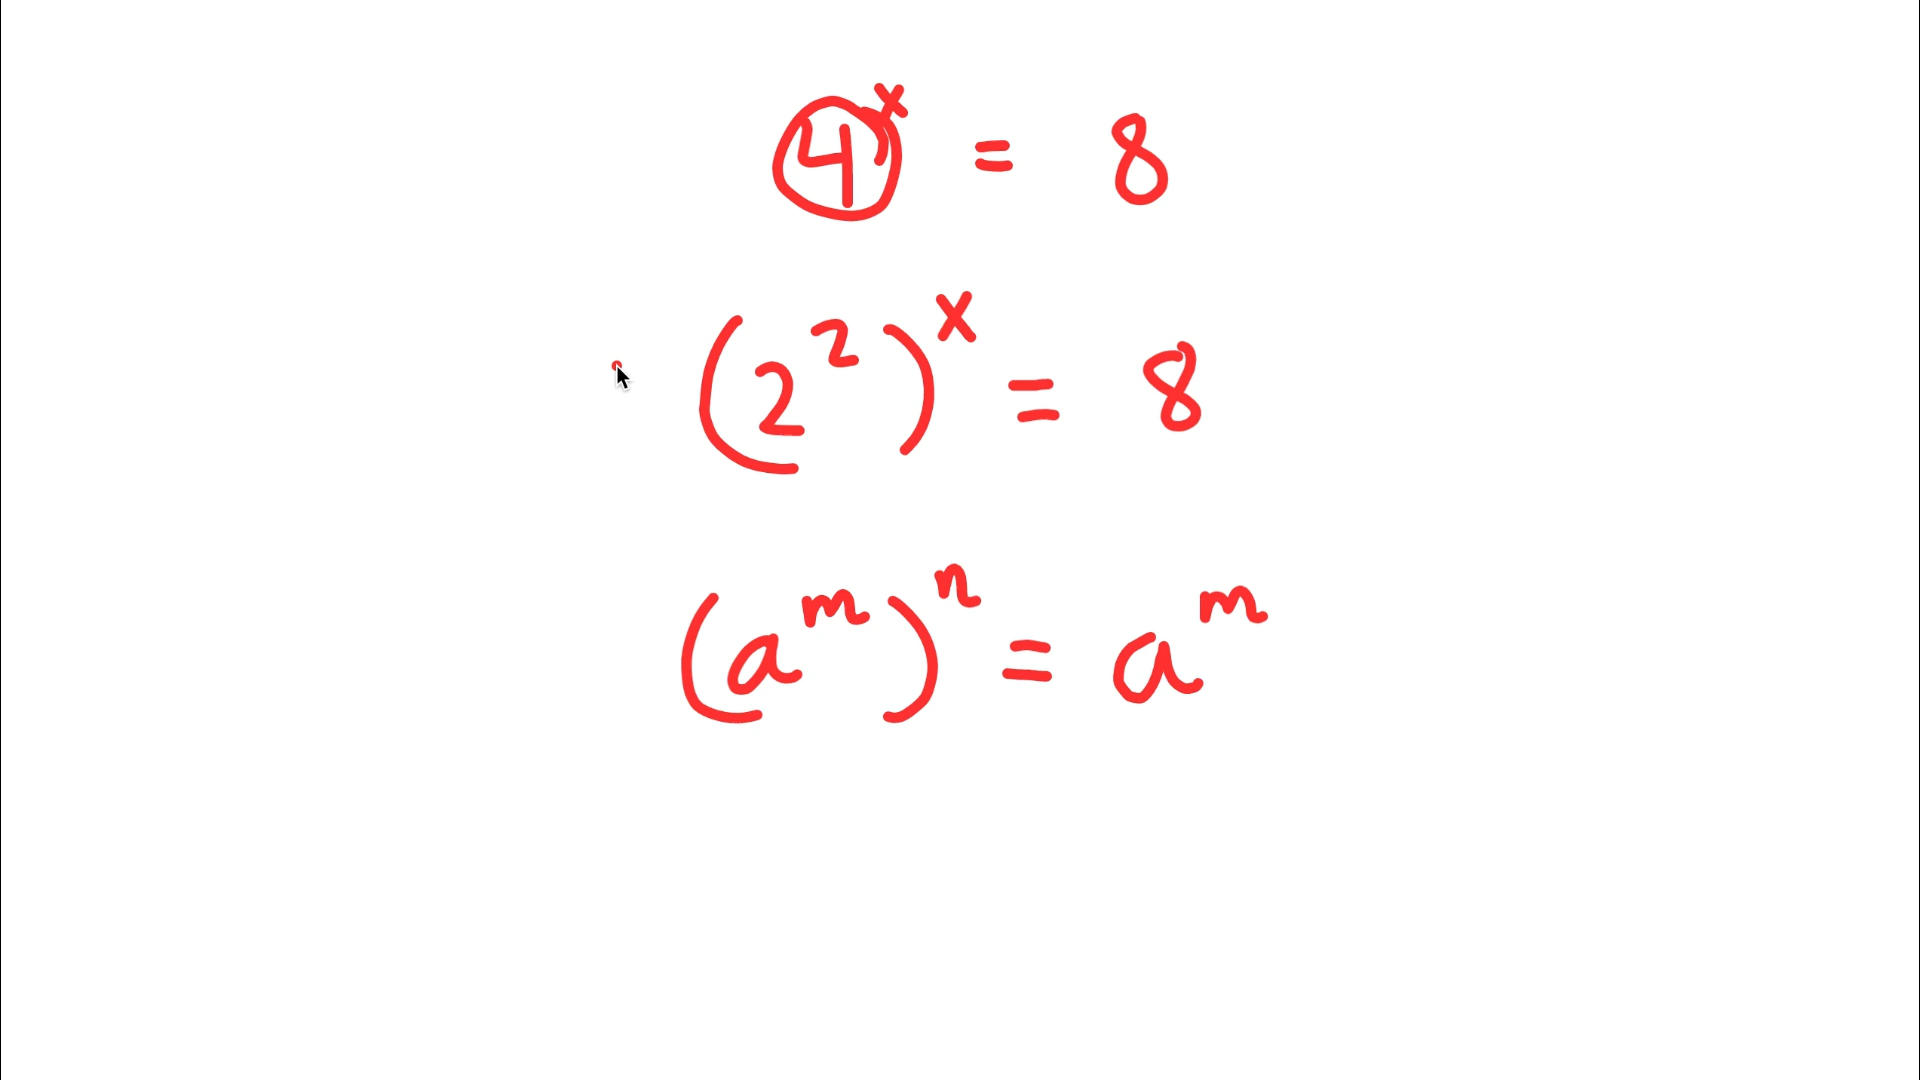 4^x = 8
(2^2)^x = 8
(a^m)^n = a^m